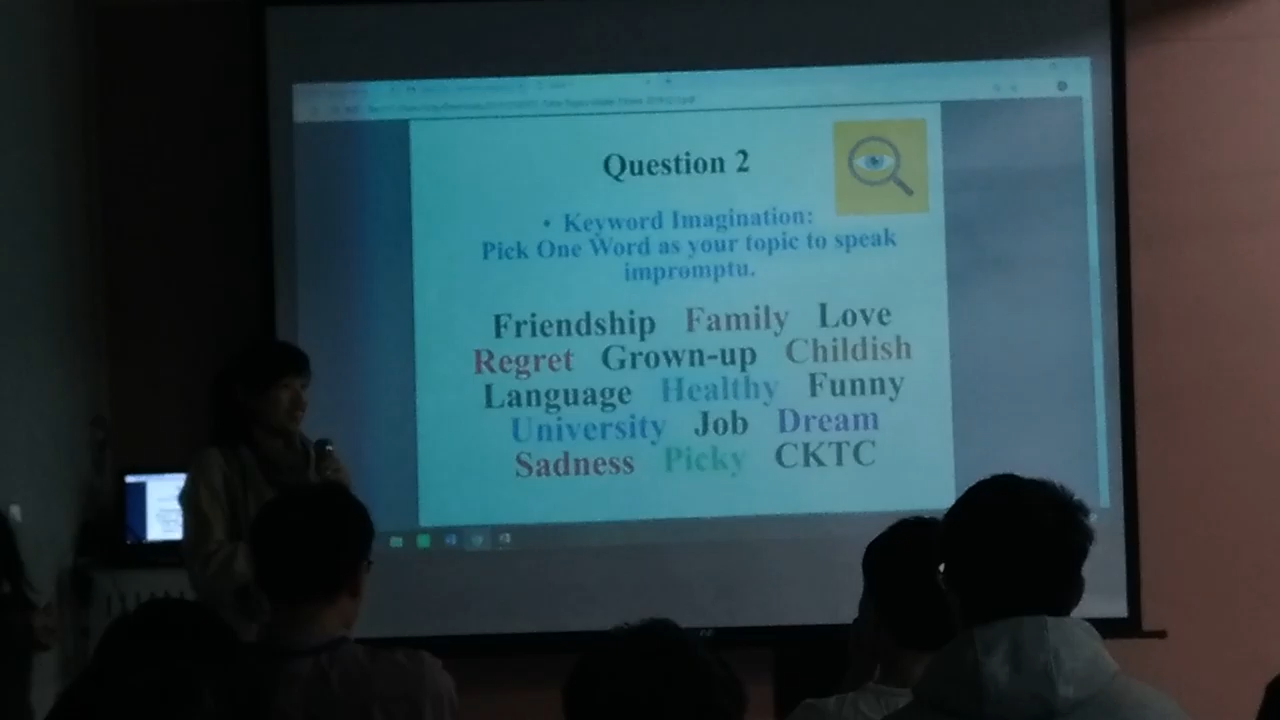 Question 2
• Keyword Imagination:
Pick One Word as your topic to speak
impromptu.
Friendship Family Love
Regret Grown-up Childish
Language Healthy Funny
University Job Dream
Sadness Picky CKTC